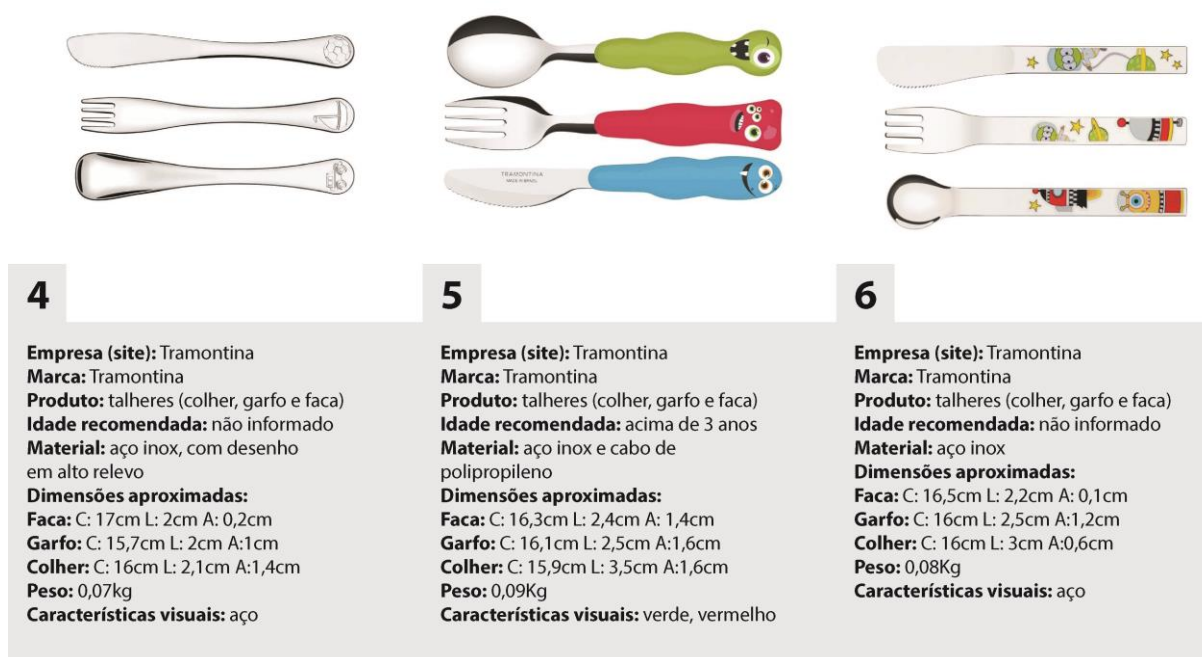 TRAMONTINA
MADE IN BRAZIL
4
Empresa (site): Tramontina
Marca: Tramontina
Produto: talheres (colher, garfo e faca)
Idade recomendada: não informado
Material: aço inox, com desenho
em alto relevo
Dimensões aproximadas:
Faca: C: 17cm L: 2cm A: 0,2cm
Garfo: C: 15,7cm L: 2cm A:1cm
Colher: C: 16cm L: 2,1cm A:1,4cm
Peso: 0,07kg
Características visuais: aço
5
Empresa (site): Tramontina
Marca: Tramontina
Produto: talheres (colher, garfo e faca)
Idade recomendada: acima de 3 anos
Material: aço inox e cabo de
polipropileno
Dimensões aproximadas:
Faca: C: 16,3cm L: 2,4cm A: 1,4cm
Garfo: C: 16,1cm L: 2,5cm A:1,6cm
Colher: C: 15,9cm L: 3,5cm A:1,6cm
Peso: 0,09Kg
Características visuais: verde, vermelho
6
Empresa (site): Tramontina
Marca: Tramontina
Produto: talheres (colher, garfo e faca)
Idade recomendada: não informado
Material: aço inox
Dimensões aproximadas:
Faca: C: 16,5cm L: 2,2cm A: 0,1cm
Garfo: C: 16cm L: 2,5cm A:1,2cm
Colher: C: 16cm L: 3cm A:0,6cm
Peso: 0,08Kg
Características visuais: aço